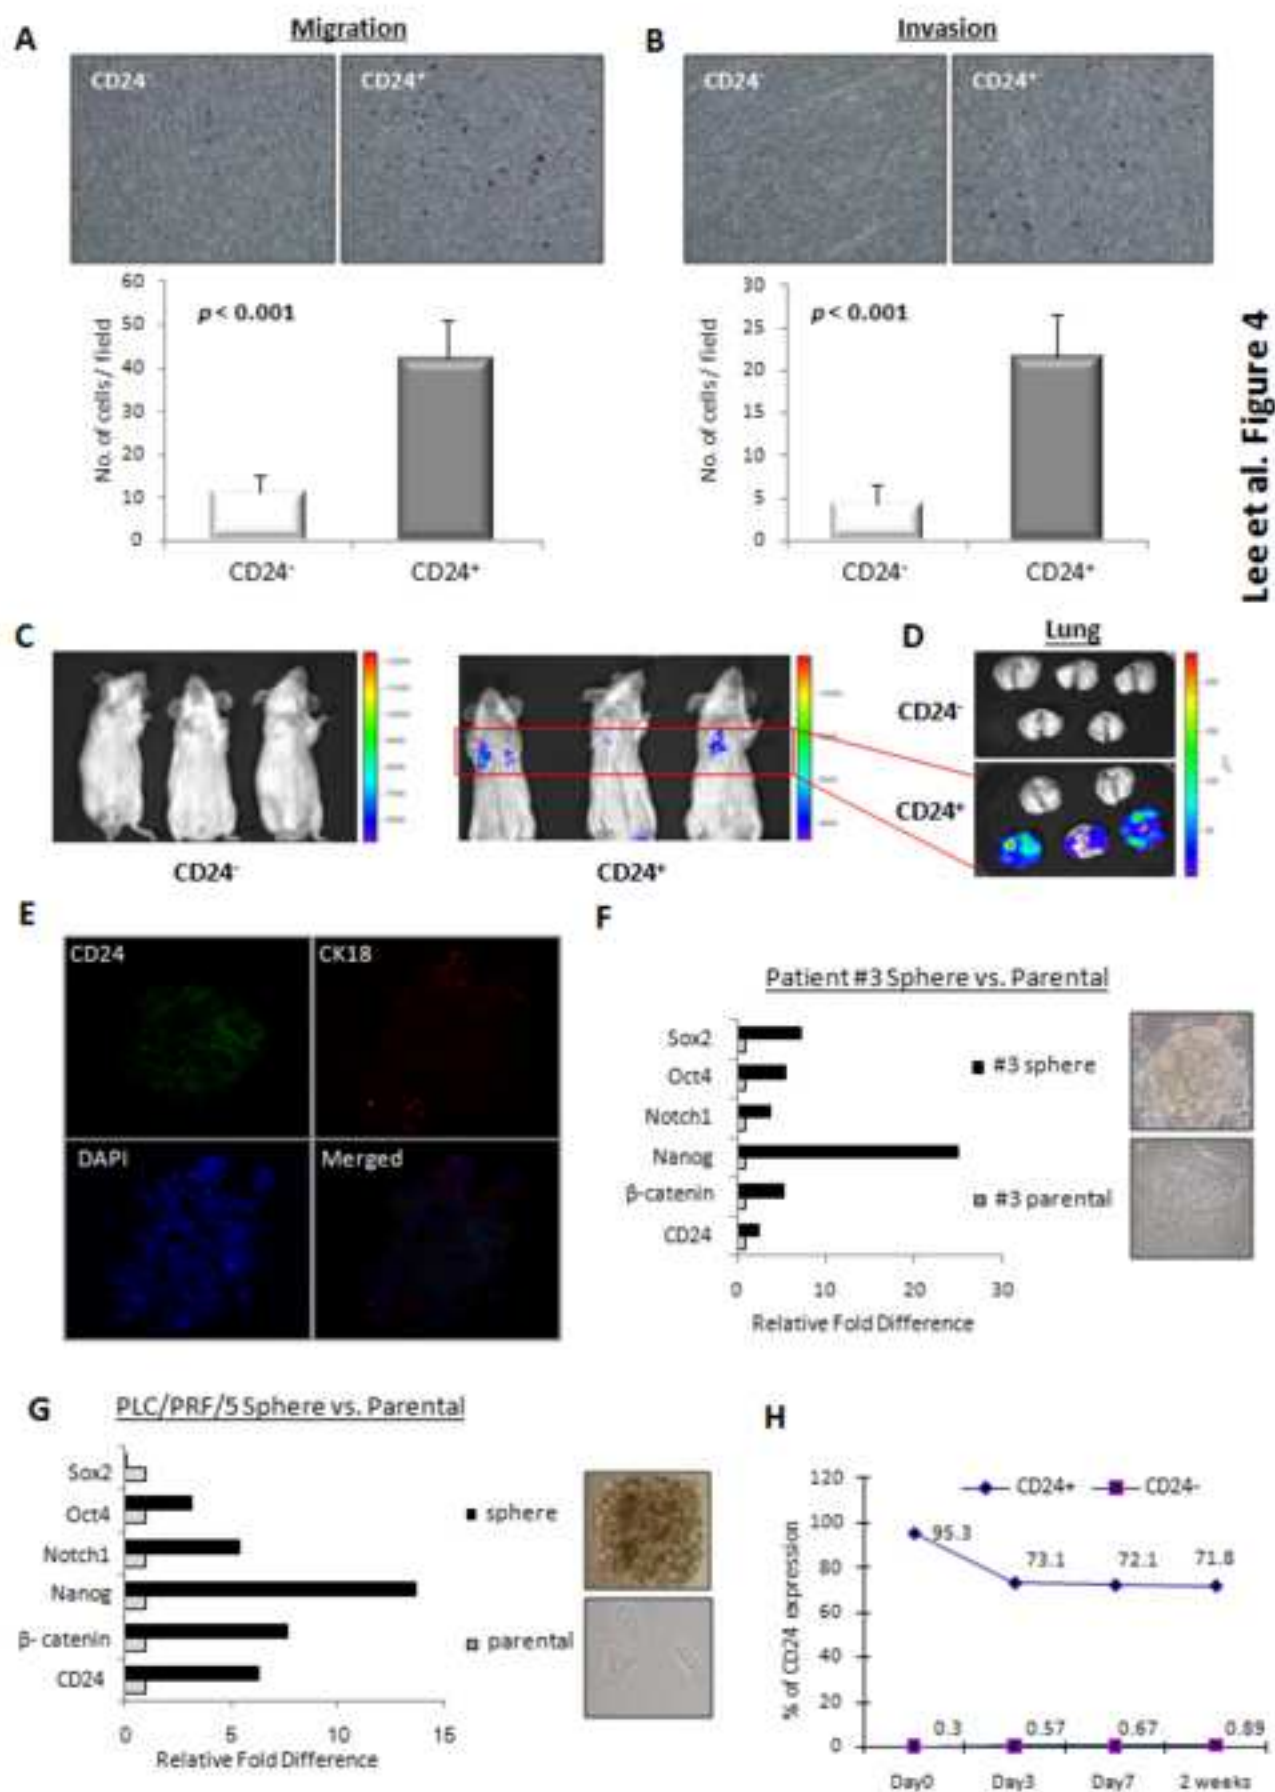 A
Migration
CD24-
CD24+
60
50
40
30
20
10
0
No. of cells / field
p < 0.001
CD24-
CD24+
B
Invasion
CD24-
CD24+
30
25
20
15
10
5
0
No. of cells / field
p < 0.001
CD24-
CD24+
Lee et al. Figure 4
C
CD24-
CD24+
D
Lung
CD24-
CD24+
E
CD24
CK18
DAPI
Merged
F
Patient #3 Sphere vs. Parental
Sox2
Oct4
Notch1
Nanog
β-catenin
CD24
0
10
20
30
Relative Fold Difference
#3 sphere
#3 parental
G
PLC/PRF/5 Sphere vs. Parental
Sox2
Oct4
Notch1
Nanog
β- catenin
CD24
0
5
10
15
Relative Fold Difference
sphere
parental
H
120
100
80
60
40
20
0
% of CD24 expression
CD24+
CD24-
95.3
73.1
72.1
71.8
0.3
0.57
0.67
0.89
Day0
Day3
Day7
2 weeks